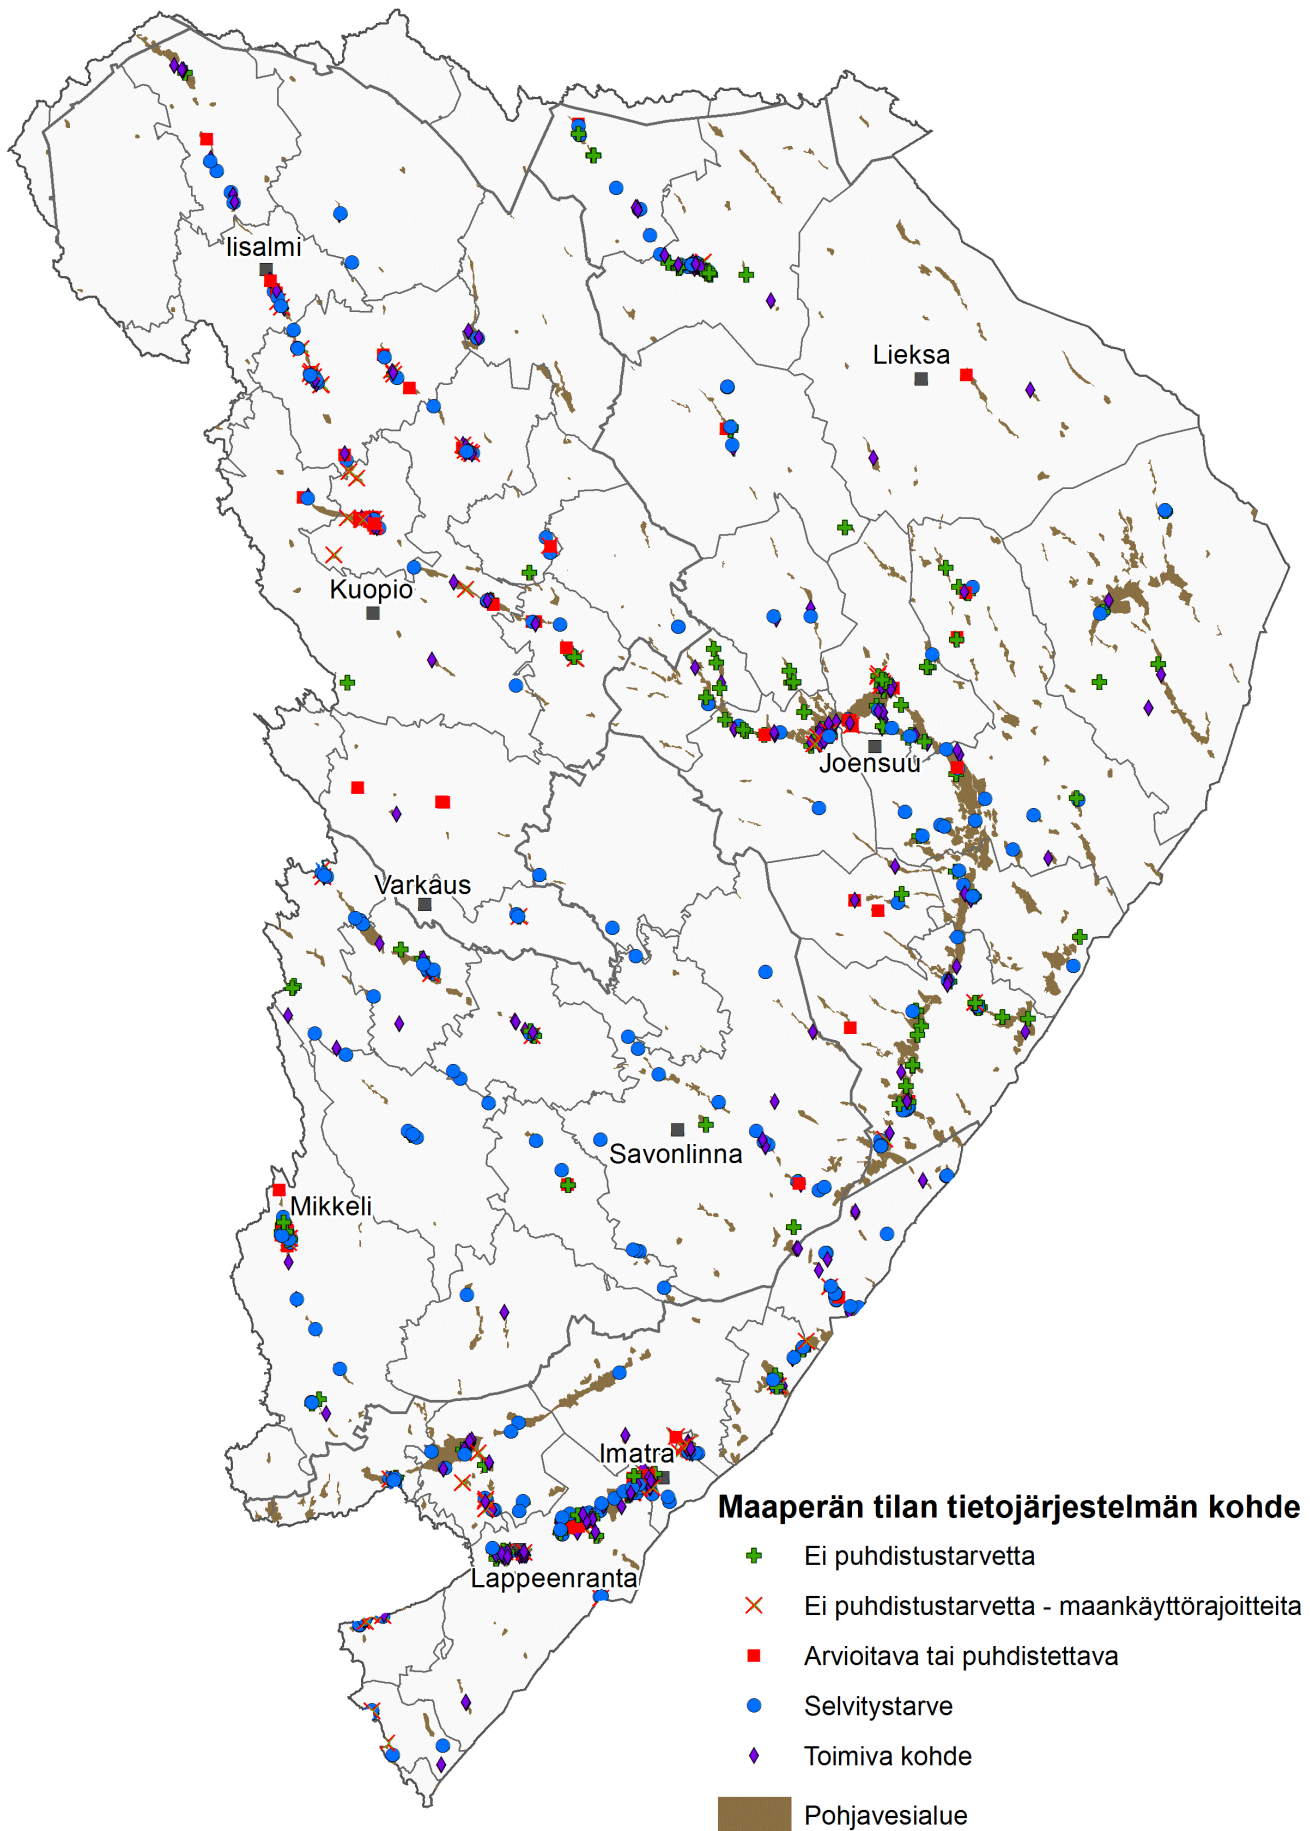 Iisalmi
Lieksa
Kuopio
Joensuu
Varkaus
Savonlinna
Mikkeli
Imatra
Lappeenranta
Maaperän tilan tietojärjestelmän kohde
Ei puhdistustarvetta
Ei puhdistustarvetta - maankäyttörajoitteita
Arvioitava tai puhdistettava
Selvitystarve
Toimiva kohde
Pohjavesialue